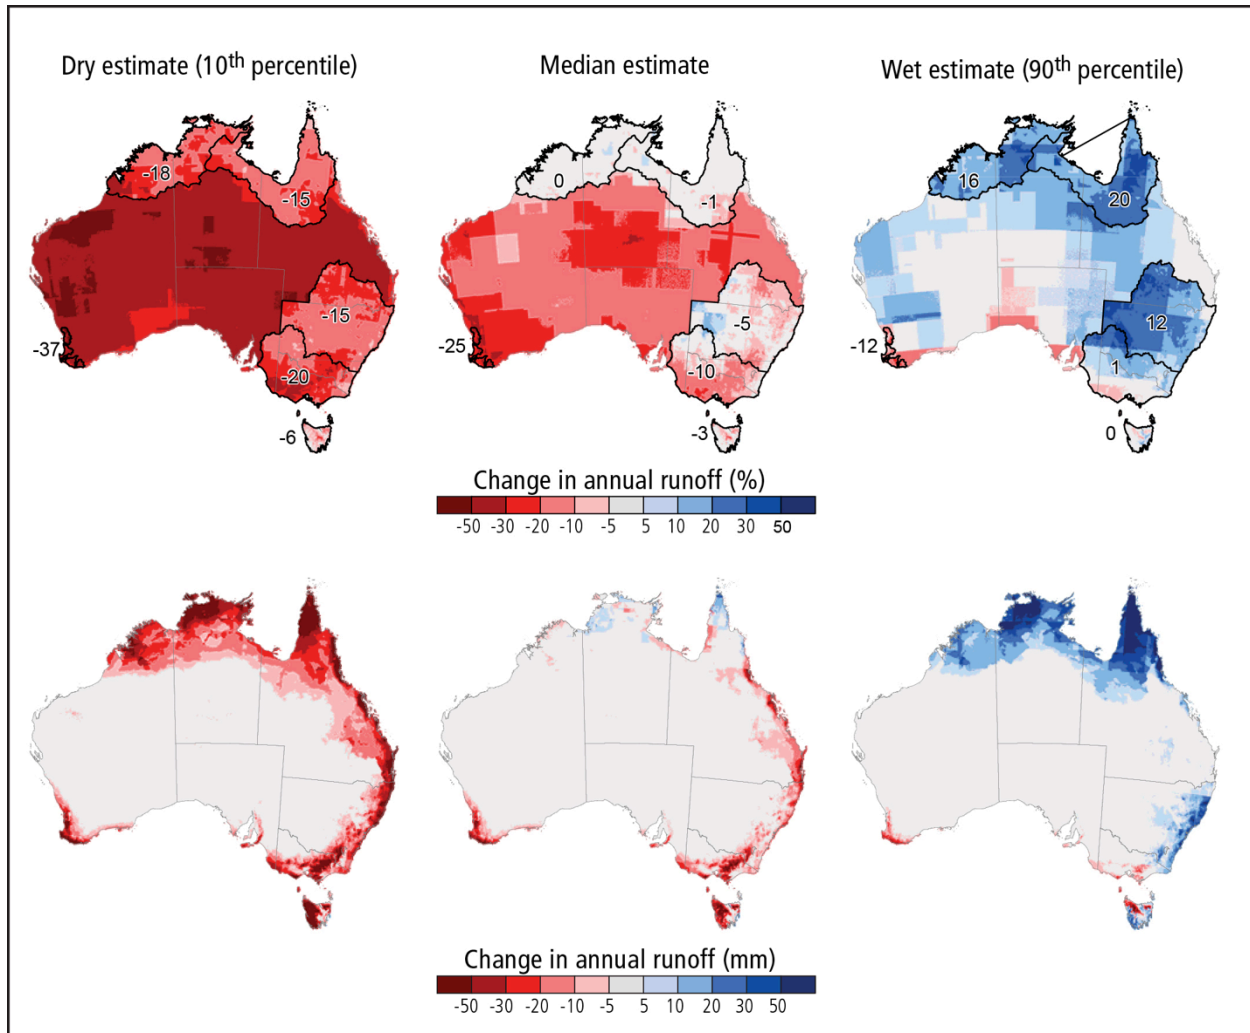 Dry estimate (10th percentile)
Median estimate
Wet estimate (90th percentile)
-18
-15
-15
-37
-20
-6
0
-1
-5
-25
-10
-3
16
20
12
-12
1
0
Change in annual runoff (%)
-50 -30 -20 -10 -5 5 10 20 30 50
Change in annual runoff (mm)
-50 -30 -20 -10 -5 5 10 20 30 50